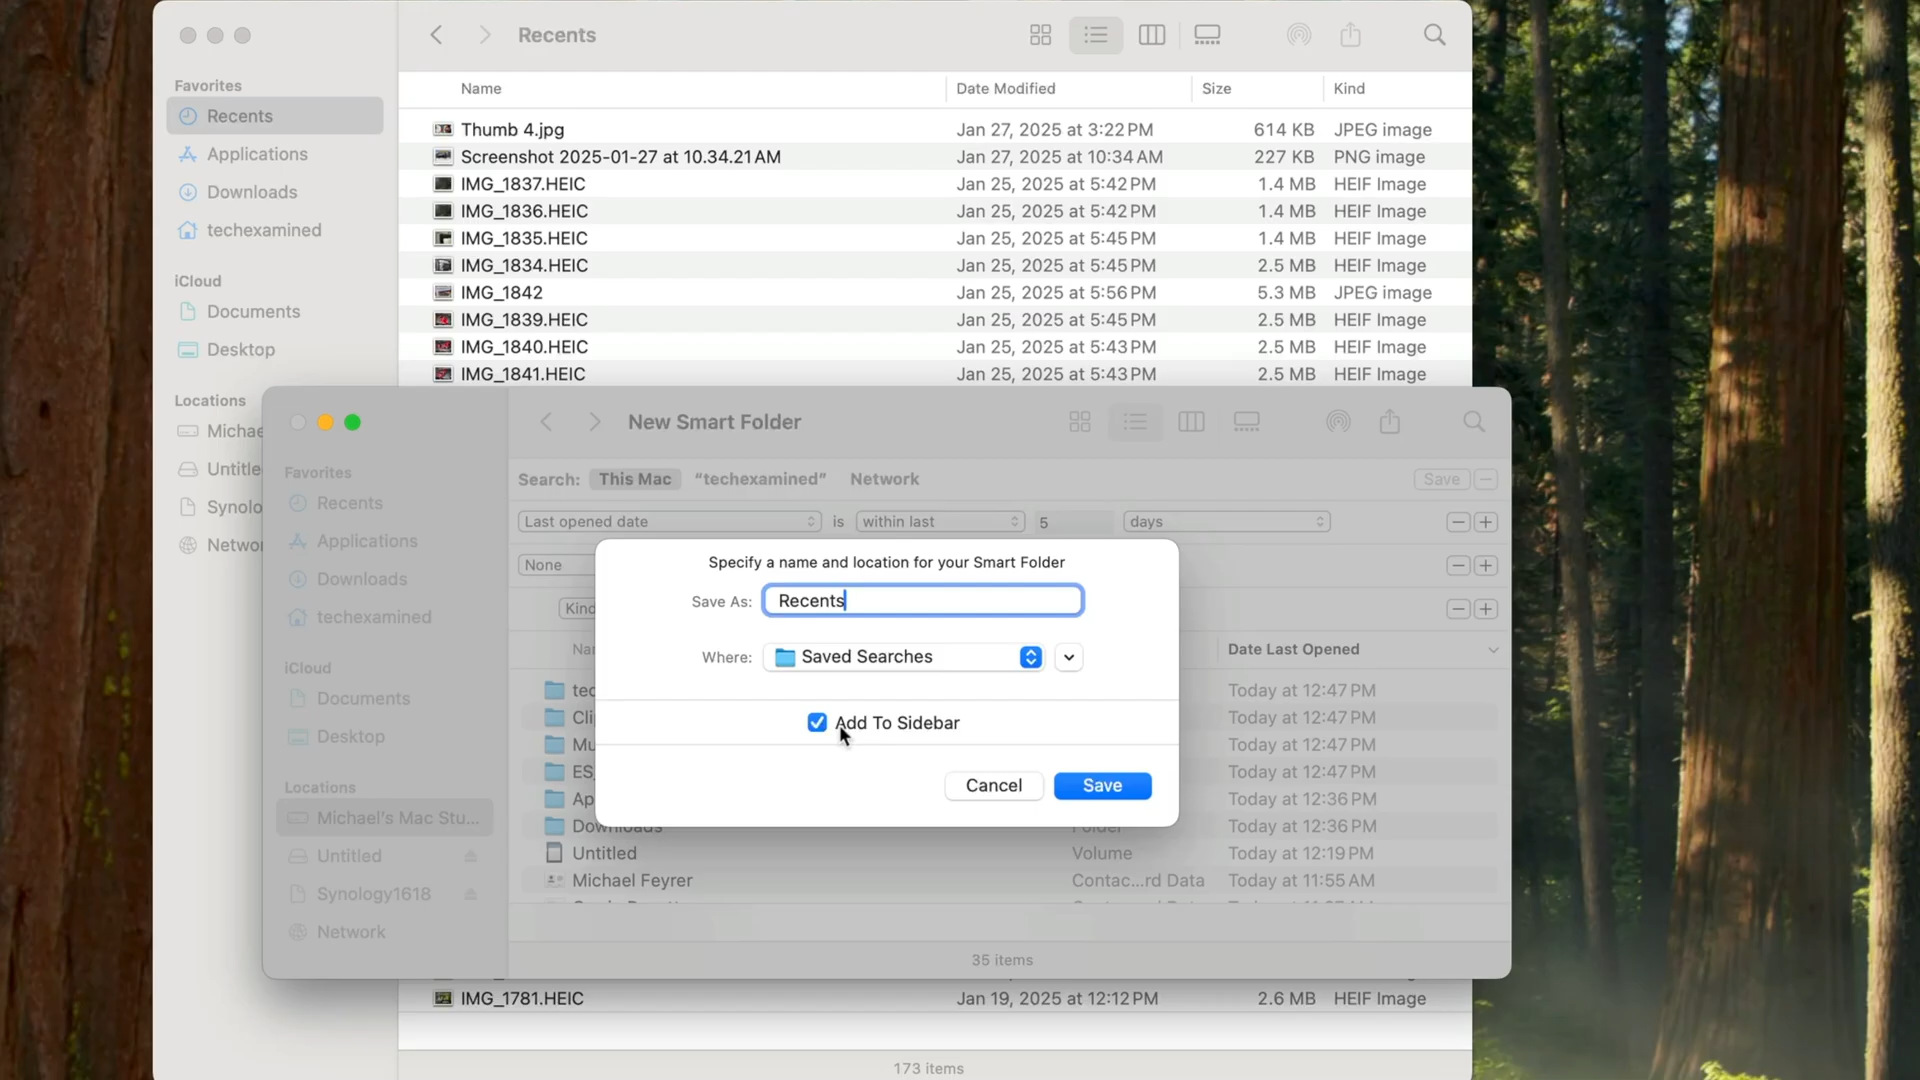 Recents
Favorites
Recents
Applications
Downloads
techexamined
iCloud
Documents
Desktop
Locations
Michae
Untitle
Synolo
Networ
Name Date Modified Size Kind
Thumb 4.jpg Jan 27, 2025 at 3:22 PM 614 KB JPEG image
Screenshot 2025-01-27 at 10.34.21 AM Jan 27, 2025 at 10:34 AM 227 KB PNG image
IMG_1837.HEIC Jan 25, 2025 at 5:42 PM 1.4 MB HEIF Image
IMG_1836.HEIC Jan 25, 2025 at 5:42 PM 1.4 MB HEIF Image
IMG_1835.HEIC Jan 25, 2025 at 5:45 PM 1.4 MB HEIF Image
IMG_1834.HEIC Jan 25, 2025 at 5:45 PM 2.5 MB HEIF Image
IMG_1842 Jan 25, 2025 at 5:56 PM 5.3 MB JPEG image
IMG_1839.HEIC Jan 25, 2025 at 5:45 PM 2.5 MB HEIF Image
IMG_1840.HEIC Jan 25, 2025 at 5:43 PM 2.5 MB HEIF Image
IMG_1841.HEIC Jan 25, 2025 at 5:43 PM 2.5 MB HEIF Image
New Smart Folder
Favorites
Recents
Applications
Downloads
techexamined
iCloud
Documents
Desktop
Locations
Michael's Mac Stu...
Untitled
Synology1618
Network
Search: This Mac "techexamined" Network Save
Last opened date is within last 5 days
None
Kind
Specify a name and location for your Smart Folder
Save As: Recents
Where: Saved Searches
Add To Sidebar
Cancel Save
Nar Date Last Opened
tec Today at 12:47 PM
Cli Today at 12:47 PM
Mu Today at 12:47 PM
ES_ Today at 12:47 PM
Ap Today at 12:36 PM
Downloads Folder Today at 12:36 PM
Untitled Volume Today at 12:19 PM
Michael Feyrer Contac...rd Data Today at 11:55 AM
35 items
IMG_1781.HEIC Jan 19, 2025 at 12:12 PM 2.6 MB HEIF Image
173 items